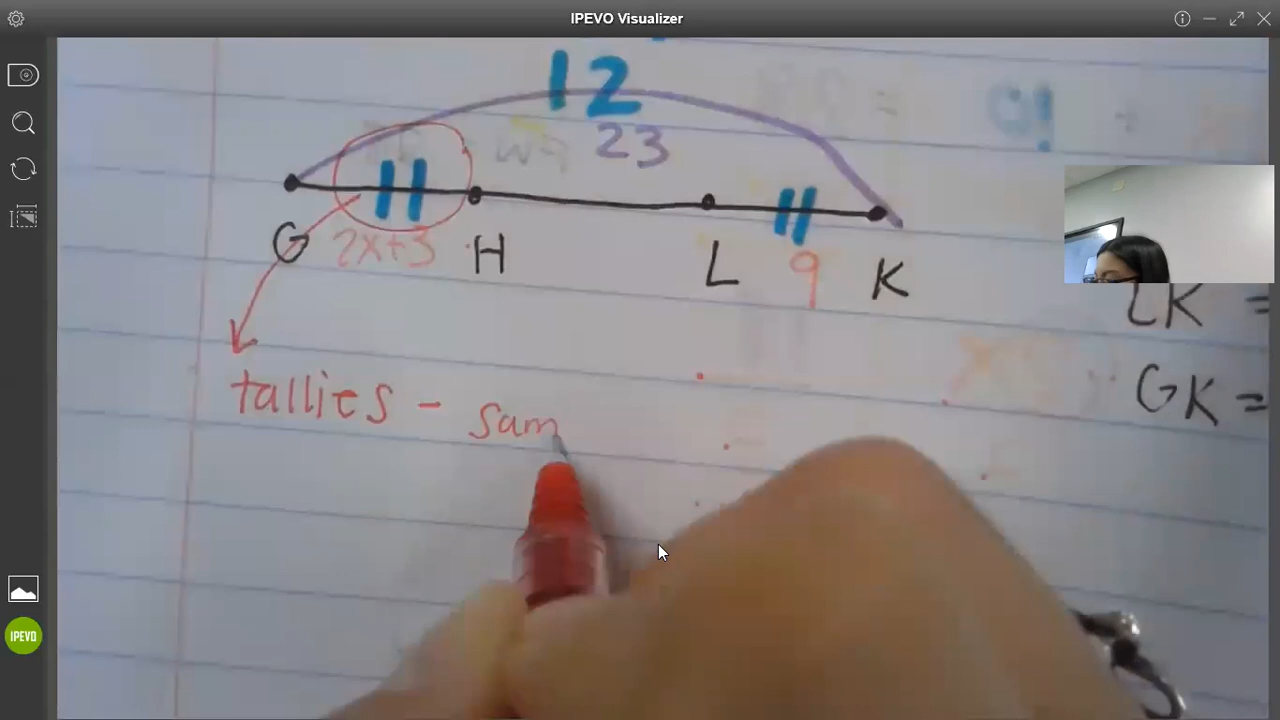 IPEVO Visualizer
12
23
G 2x+3 H L 9 K
LK =
GK =
tallies - sam
IPEVO